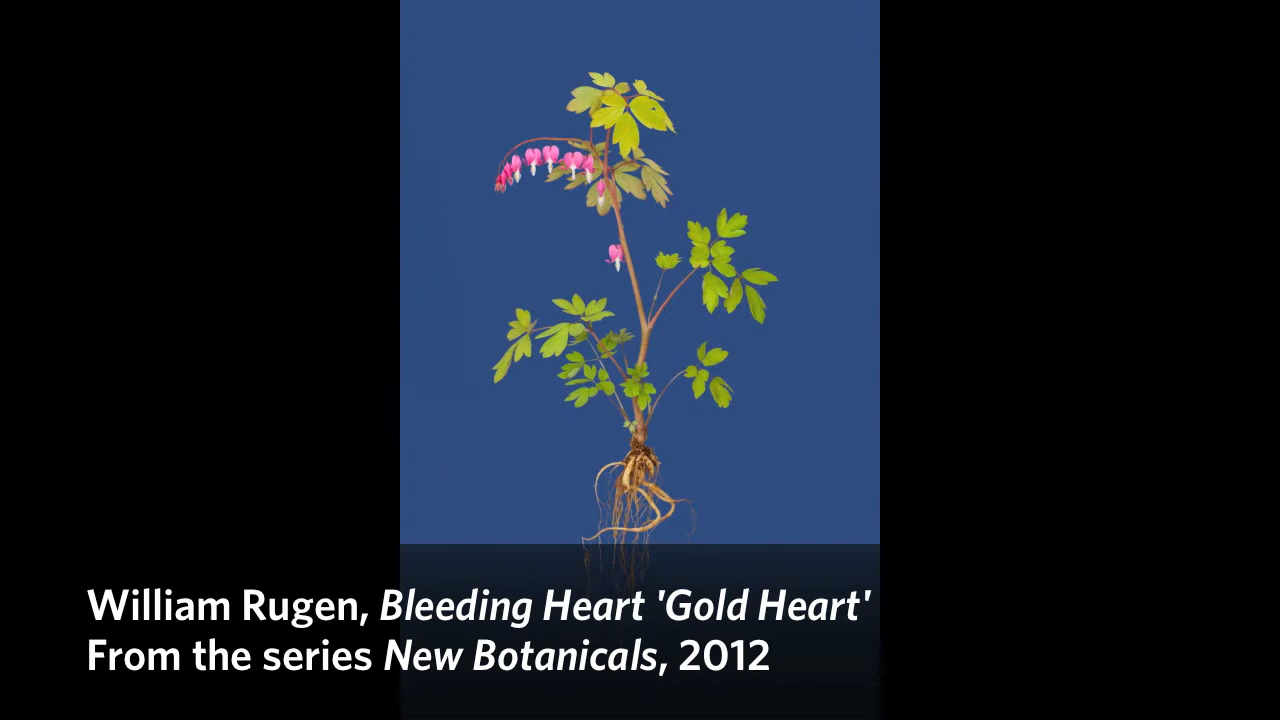 William Rugen, Bleeding Heart 'Gold Heart'
From the series New Botanicals, 2012